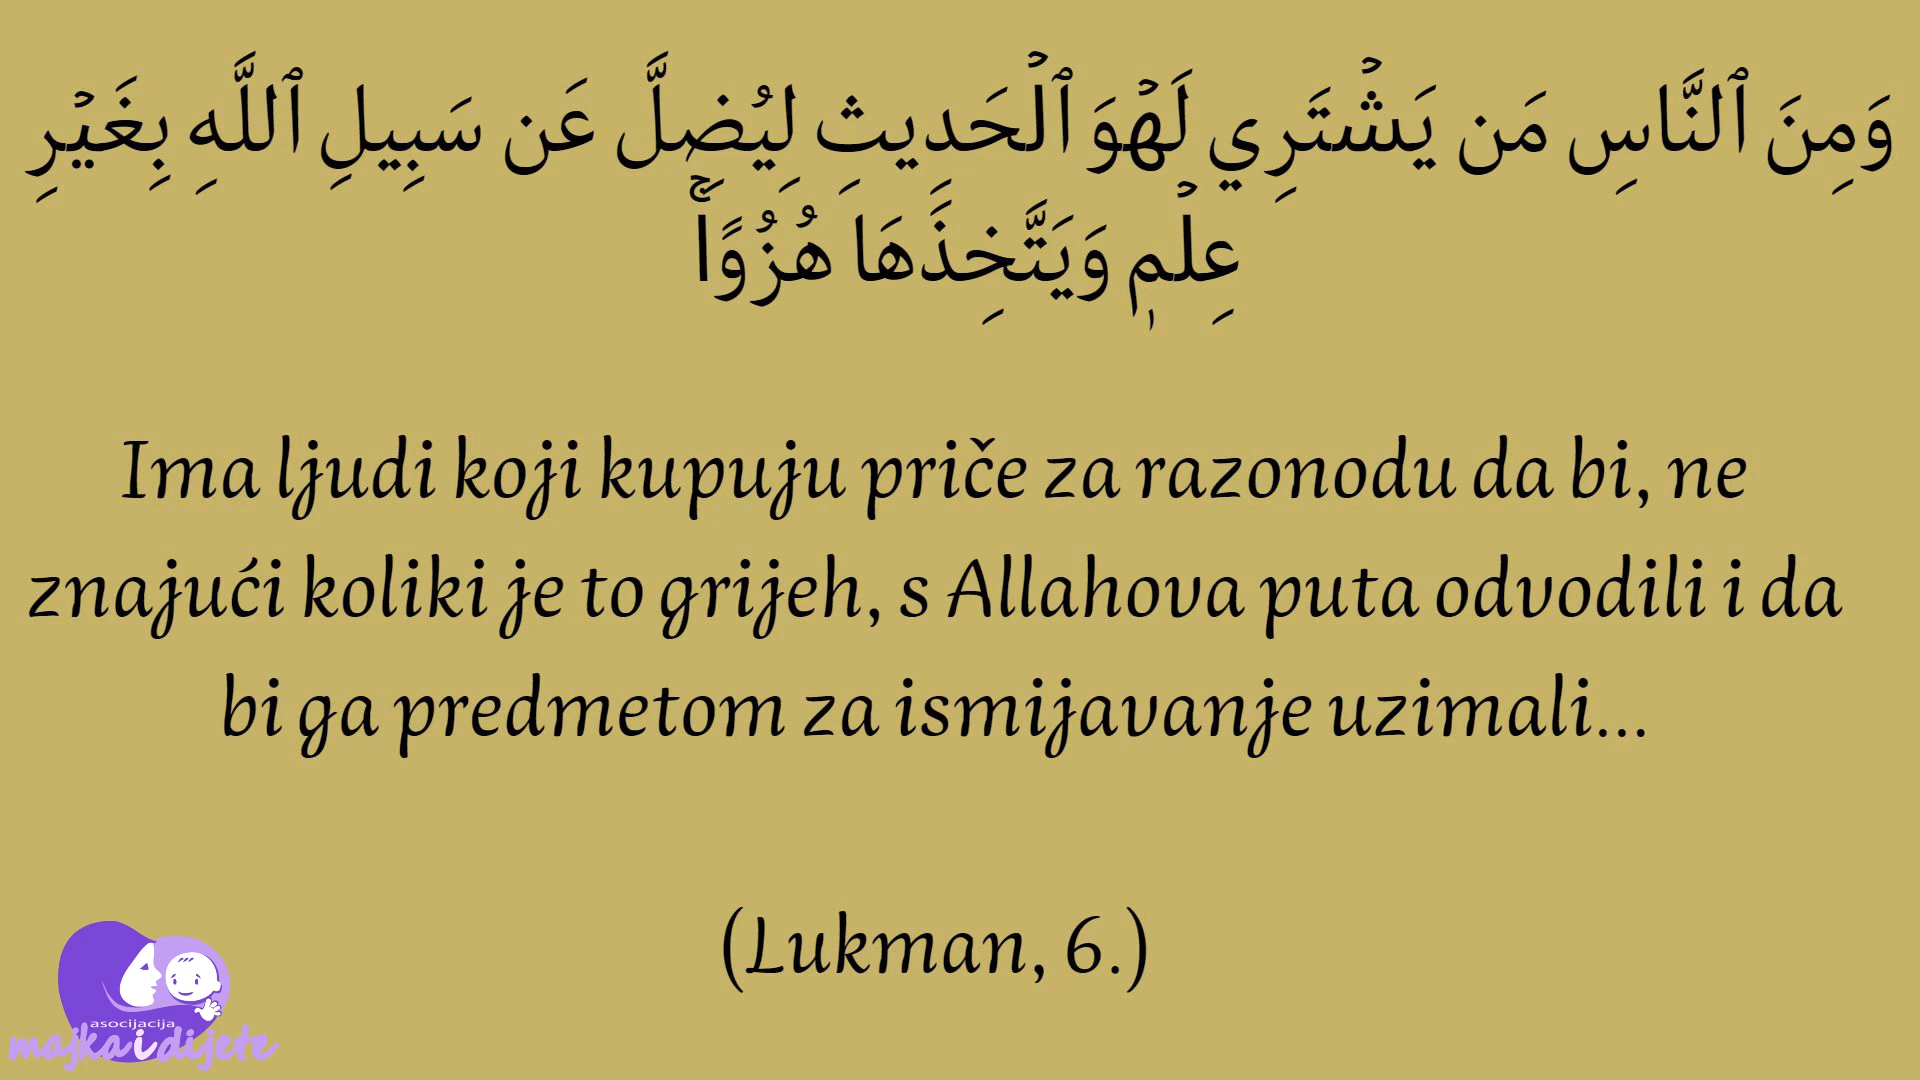 وَمِنَ ٱلنَّاسِ مَن يَشۡتَرِي لَهۡوَ ٱلۡحَدِيثِ لِيُضِلَّ عَن سَبِيلِ ٱللَّهِ بِغَيۡرِ
عِلۡمٖ وَيَتَّخِذَهَا هُزُوًاۚ
Ima ljudi koji kupuju priče za razonodu da bi, ne
znajući koliki je to grijeh, s Allahova puta odvodili i da
bi ga predmetom za ismijavanje uzimali...
(Lukman, 6.)
asocijacija
majka i dijete